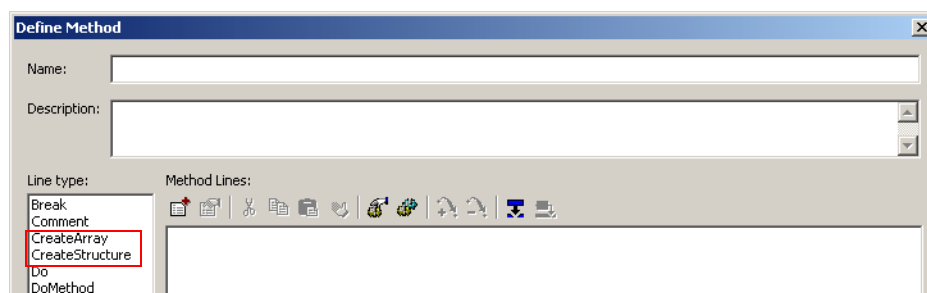 Define Method
Name:
Description:
Line type:
Method Lines:
Break
Comment
CreateArray
CreateStructure
Do
DoMethod